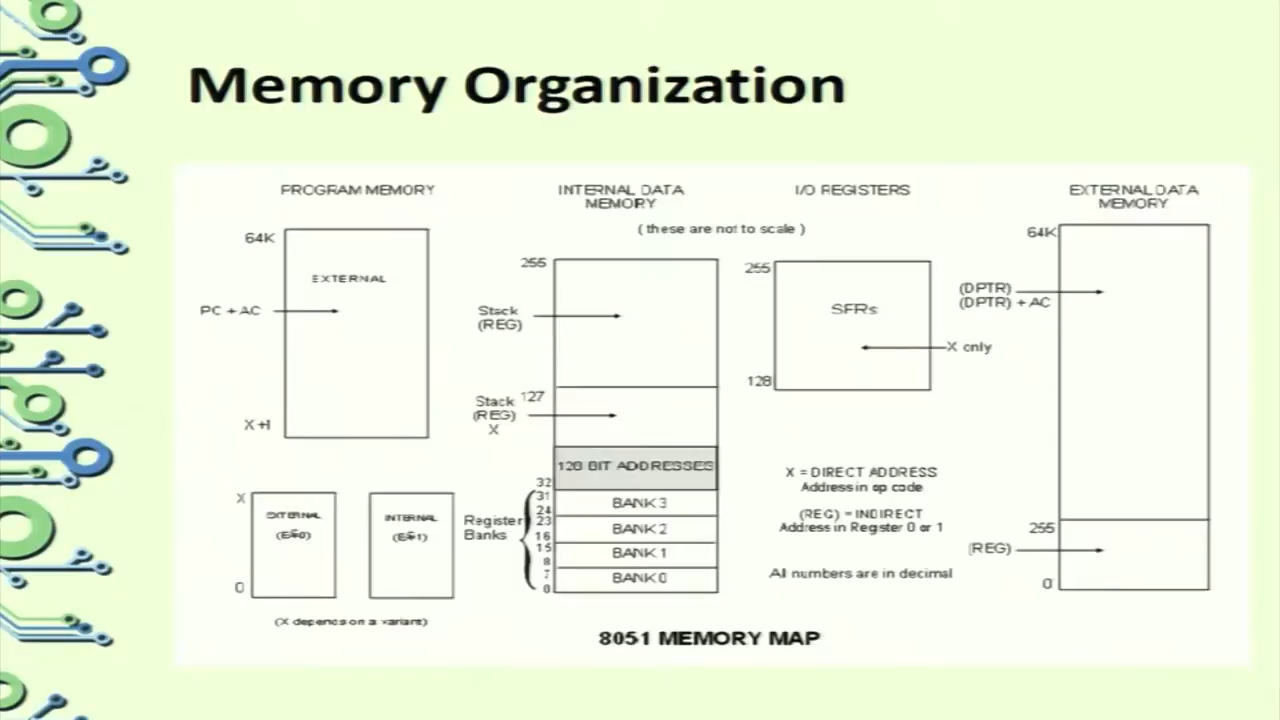 Memory Organization
PROGRAM MEMORY
64K
EXTERNAL
PC + AC
X +1
X
EXTERNAL
INTERNAL
0
(X depends on a variant)
INTERNAL DATA
MEMORY
( these are not to scale )
255
Stack
(REG)
127
Stack
(REG)
X
128 BIT ADDRESSES
32
31
BANK 3
24
23
BANK 2
16
15
BANK 1
8
7
BANK 0
0
Register
Banks
I/O REGISTERS
255
SFRs
X only
128
X = DIRECT ADDRESS
Address in op code
(REG) = INDIRECT
Address in Register 0 or 1
All numbers are in decimal
EXTERNAL DATA
MEMORY
64K
(DPTR)
(DPTR) + AC
255
(REG)
0
8051 MEMORY MAP